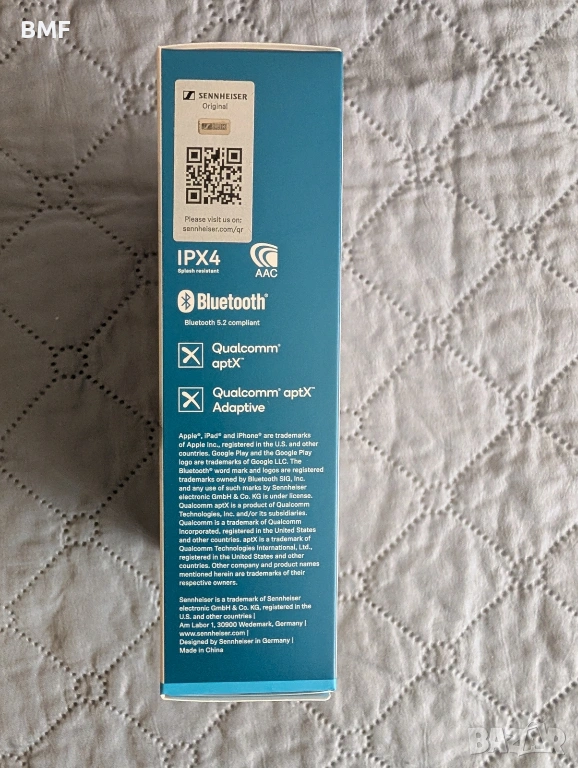 BMF
SENNHEISER
Original
Please visit us on:
sennheiser.com/qr
IPX4
Splash resistant
AAC
Bluetooth®
Bluetooth 5.2 compliant
Qualcomm®
aptX™
Qualcomm® aptX™
Adaptive
Apple®, iPad® and iPhone® are trademarks
of Apple Inc., registered in the U.S. and other
countries. Google Play and the Google Play
logo are trademarks of Google LLC. The
Bluetooth® word mark and logos are registered
trademarks owned by Bluetooth SIG, Inc.
and any use of such marks by Sennheiser
electronic GmbH & Co. KG is under license.
Qualcomm aptX is a product of Qualcomm
Technologies, Inc. and/or its subsidiaries.
Qualcomm is a trademark of Qualcomm
Incorporated, registered in the United States
and other countries. aptX is a trademark of
Qualcomm Technologies International, Ltd.,
registered in the United States and other
countries. Other company and product names
mentioned herein are trademarks of their
respective owners.
Sennheiser is a trademark of Sennheiser
electronic GmbH & Co. KG, registered in the
U.S. and other countries |
Am Labor 1, 30900 Wedemark, Germany |
www.sennheiser.com |
Designed by Sennheiser in Germany |
Made in China
BAZAR